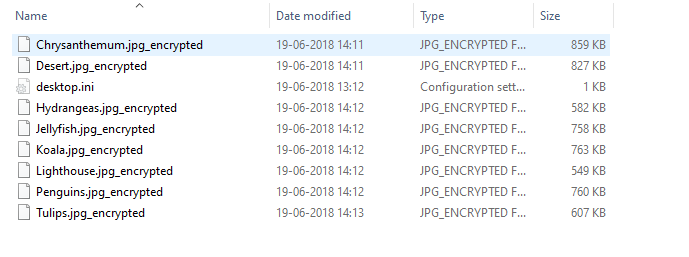 Name Date modified Type Size
Chrysanthemum.jpg_encrypted 19-06-2018 14:11 JPG_ENCRYPTED F... 859 KB
Desert.jpg_encrypted 19-06-2018 14:11 JPG_ENCRYPTED F... 827 KB
desktop.ini 19-06-2018 13:12 Configuration sett... 1 KB
Hydrangeas.jpg_encrypted 19-06-2018 14:12 JPG_ENCRYPTED F... 582 KB
Jellyfish.jpg_encrypted 19-06-2018 14:12 JPG_ENCRYPTED F... 758 KB
Koala.jpg_encrypted 19-06-2018 14:12 JPG_ENCRYPTED F... 763 KB
Lighthouse.jpg_encrypted 19-06-2018 14:12 JPG_ENCRYPTED F... 549 KB
Penguins.jpg_encrypted 19-06-2018 14:12 JPG_ENCRYPTED F... 760 KB
Tulips.jpg_encrypted 19-06-2018 14:13 JPG_ENCRYPTED F... 607 KB